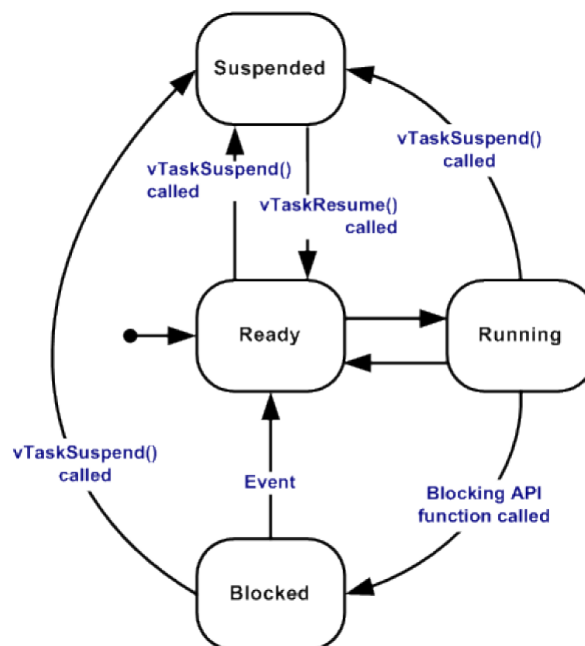 Suspended
vTaskSuspend()
called
vTaskSuspend()
called
vTaskResume()
called
Ready
Running
vTaskSuspend()
called
Event
Blocking API
function called
Blocked